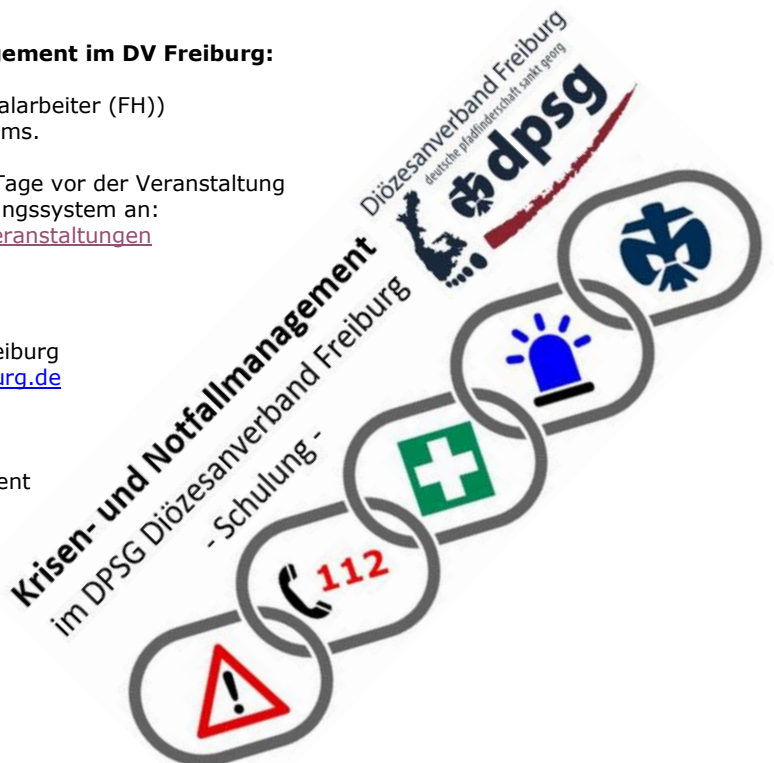 gement im DV Freiburg:
alarbeiter (FH))
ms.
Tage vor der Veranstaltung
ngssystem an:
eranstaltungen
eiburg
urg.de
ent
Diözesanverband Freiburg
deutsche pfadfinderschaft sankt georg
dpsg
Krisen- und Notfallmanagement
im DPSG Diözesanverband Freiburg
- Schulung -
112
!